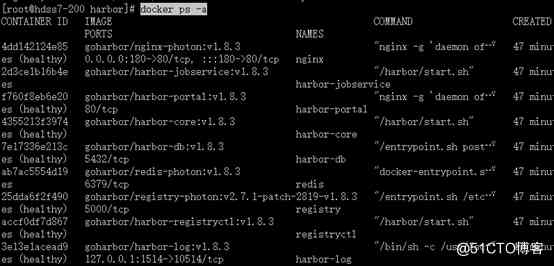 [root@hdss7-200 harbor]# docker ps -a
CONTAINER ID IMAGE COMMAND CREATED
PORTS NAMES
4dd142124e85 goharbor/nginx-photon:v1.8.3 "nginx -g 'daemon of…" 47 minut
es (healthy) 0.0.0.0:180->80/tcp, :::180->80/tcp nginx
2d3ce1b16b4e goharbor/harbor-jobservice:v1.8.3 "/harbor/start.sh" 47 minut
es harbor-jobservice
f760f8eb6e20 goharbor/harbor-portal:v1.8.3 "nginx -g 'daemon of…" 47 minut
es (healthy) 80/tcp harbor-portal
4355213f3974 goharbor/harbor-core:v1.8.3 "/harbor/start.sh" 47 minut
es (healthy) harbor-core
7e17336e213c goharbor/harbor-db:v1.8.3 "/entrypoint.sh post…" 47 minut
es (healthy) 5432/tcp harbor-db
ab7ac5554d19 goharbor/redis-photon:v1.8.3 "docker-entrypoint.s…" 47 minut
es 6379/tcp redis
25dda6f2f490 goharbor/registry-photon:v2.7.1-patch-2819-v1.8.3 "/entrypoint.sh /etc…" 47 minut
es (healthy) 5000/tcp registry
accf0df7d867 goharbor/harbor-registryctl:v1.8.3 "/harbor/start.sh" 47 minut
es (healthy) registryctl
3e13e1acead9 goharbor/harbor-log:v1.8.3 "/bin/sh -c /usr/
es (healthy) 127.0.0.1:1514->10514/tcp harbor-log
@51CTO博客